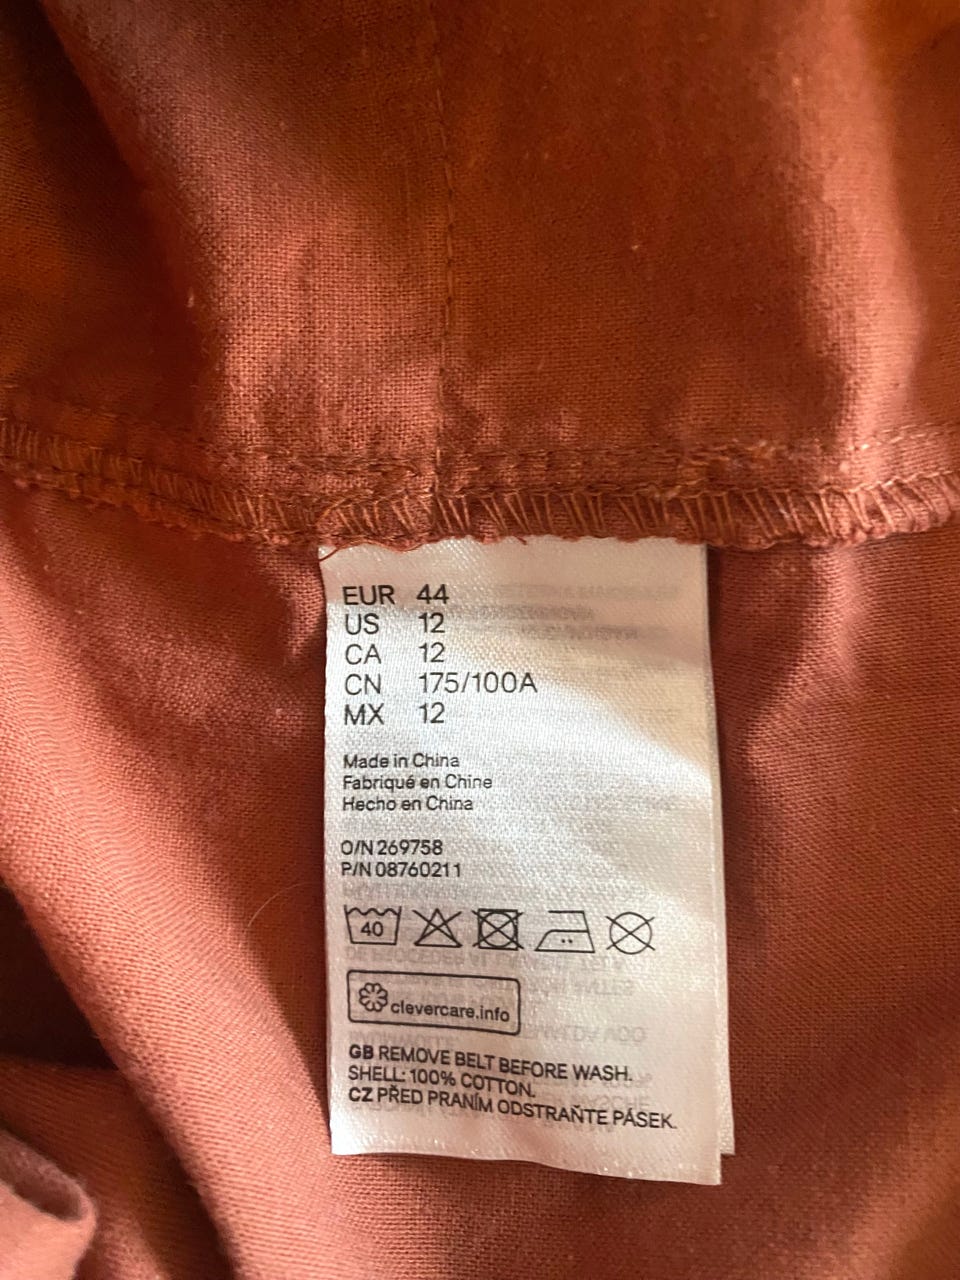 EUR 44
US 12
CA 12
CN 175/100A
MX 12
Made in China
Fabriqué en Chine
Hecho en China
O/N 269758
P/N 08760211
40
clevercare.info
GB REMOVE BELT BEFORE WASH.
SHELL: 100% COTTON.
CZ PŘED PRANÍM ODSTRAŇTE PÁSEK.